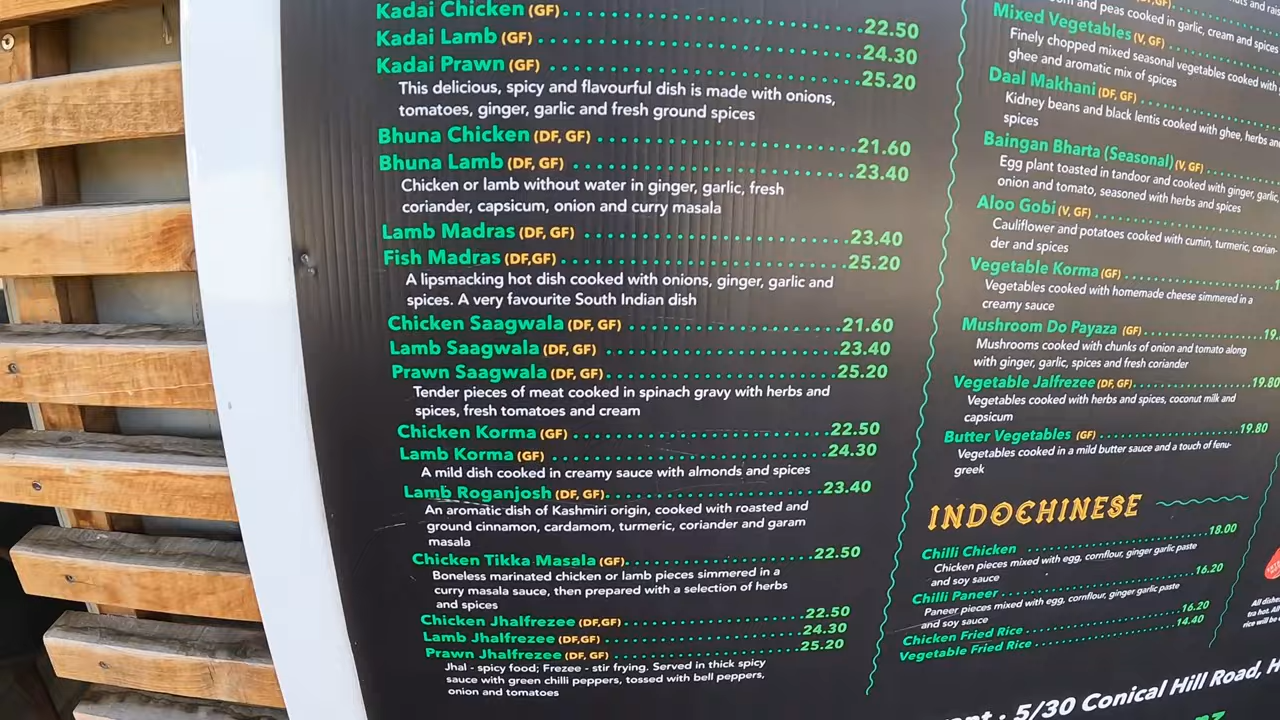 Kadai Chicken (GF) 22.50
Kadai Lamb (GF) 24.30
Kadai Prawn (GF) 25.20
This delicious, spicy and flavourful dish is made with onions,
tomatoes, ginger, garlic and fresh ground spices
Bhuna Chicken (DF, GF) 21.60
Bhuna Lamb (DF, GF) 23.40
Chicken or lamb without water in ginger, garlic, fresh
coriander, capsicum, onion and curry masala
Lamb Madras (DF, GF) 23.40
Fish Madras (DF,GF) 25.20
A lipsmacking hot dish cooked with onions, ginger, garlic and
spices. A very favourite South Indian dish
Chicken Saagwala (DF, GF) 21.60
Lamb Saagwala (DF, GF) 23.40
Prawn Saagwala (DF, GF) 25.20
Tender pieces of meat cooked in spinach gravy with herbs and
spices, fresh tomatoes and cream
Chicken Korma (GF) 22.50
Lamb Korma (GF) 24.30
A mild dish cooked in creamy sauce with almonds and spices
Lamb Roganjosh (DF, GF) 23.40
An aromatic dish of Kashmiri origin, cooked with roasted and
ground cinnamon, cardamom, turmeric, coriander and garam
masala
Chicken Tikka Masala (GF) 22.50
Boneless marinated chicken or lamb pieces simmered in a
curry masala sauce, then prepared with a selection of herbs
and spices
Chicken Jhalfrezee (DF,GF) 22.50
Lamb Jhalfrezee (DF,GF) 24.30
Prawn Jhalfrezee (DF, GF) 25.20
Jhal - spicy food; Frezee - stir frying. Served in thick spicy
sauce with green chilli peppers, tossed with bell peppers,
onion and tomatoes
and peas cooked in garlic, cream and spices
Mixed Vegetables (V, GF)
Finely chopped mixed seasonal vegetables cooked with
ghee and aromatic mix of spices
Daal Makhani (DF, GF)
Kidney beans and black lentis cooked with ghee, herbs and
spices
Baingan Bharta (Seasonal) (V, GF)
Egg plant toasted in tandoor and cooked with ginger, garlic,
onion and tomato, seasoned with herbs and spices
Aloo Gobi (V, GF)
Cauliflower and potatoes cooked with cumin, turmeric, corian-
der and spices
Vegetable Korma (GF)
Vegetables cooked with homemade cheese simmered in a
creamy sauce
Mushroom Do Payaza (GF) 19.
Mushrooms cooked with chunks of onion and tomato along
with ginger, garlic, spices and fresh coriander
Vegetable Jalfrezee (DF, GF) 19.80
Vegetables cooked with herbs and spices, coconut milk and
capsicum
Butter Vegetables (GF) 19.80
Vegetables cooked in a mild butter sauce and a touch of fenu-
greek
INDOCHINESE
Chilli Chicken 18.00
Chicken pieces mixed with egg, cornflour, ginger garlic paste
and soy sauce
Chilli Paneer 16.20
Paneer pieces mixed with egg, cornflour, ginger garlic paste
and soy sauce
Chicken Fried Rice 16.20
Vegetable Fried Rice 14.40
All dishe
rice will be
5/30 Conical Hill Road, H